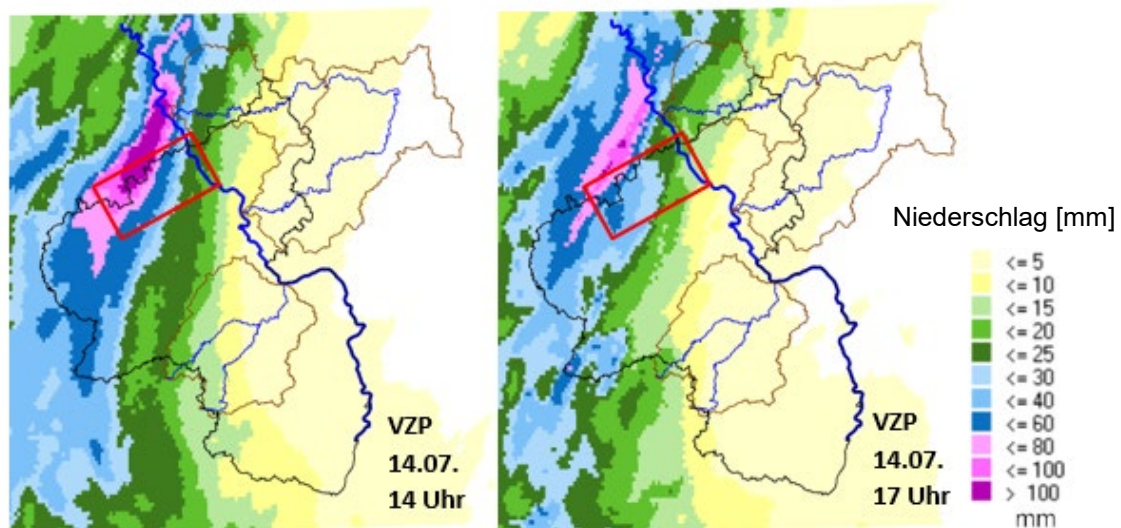 VZP
14.07.
14 Uhr
VZP
14.07.
17 Uhr
Niederschlag [mm]
<= 5
<= 10
<= 15
<= 20
<= 25
<= 30
<= 40
<= 60
<= 80
<= 100
> 100
mm